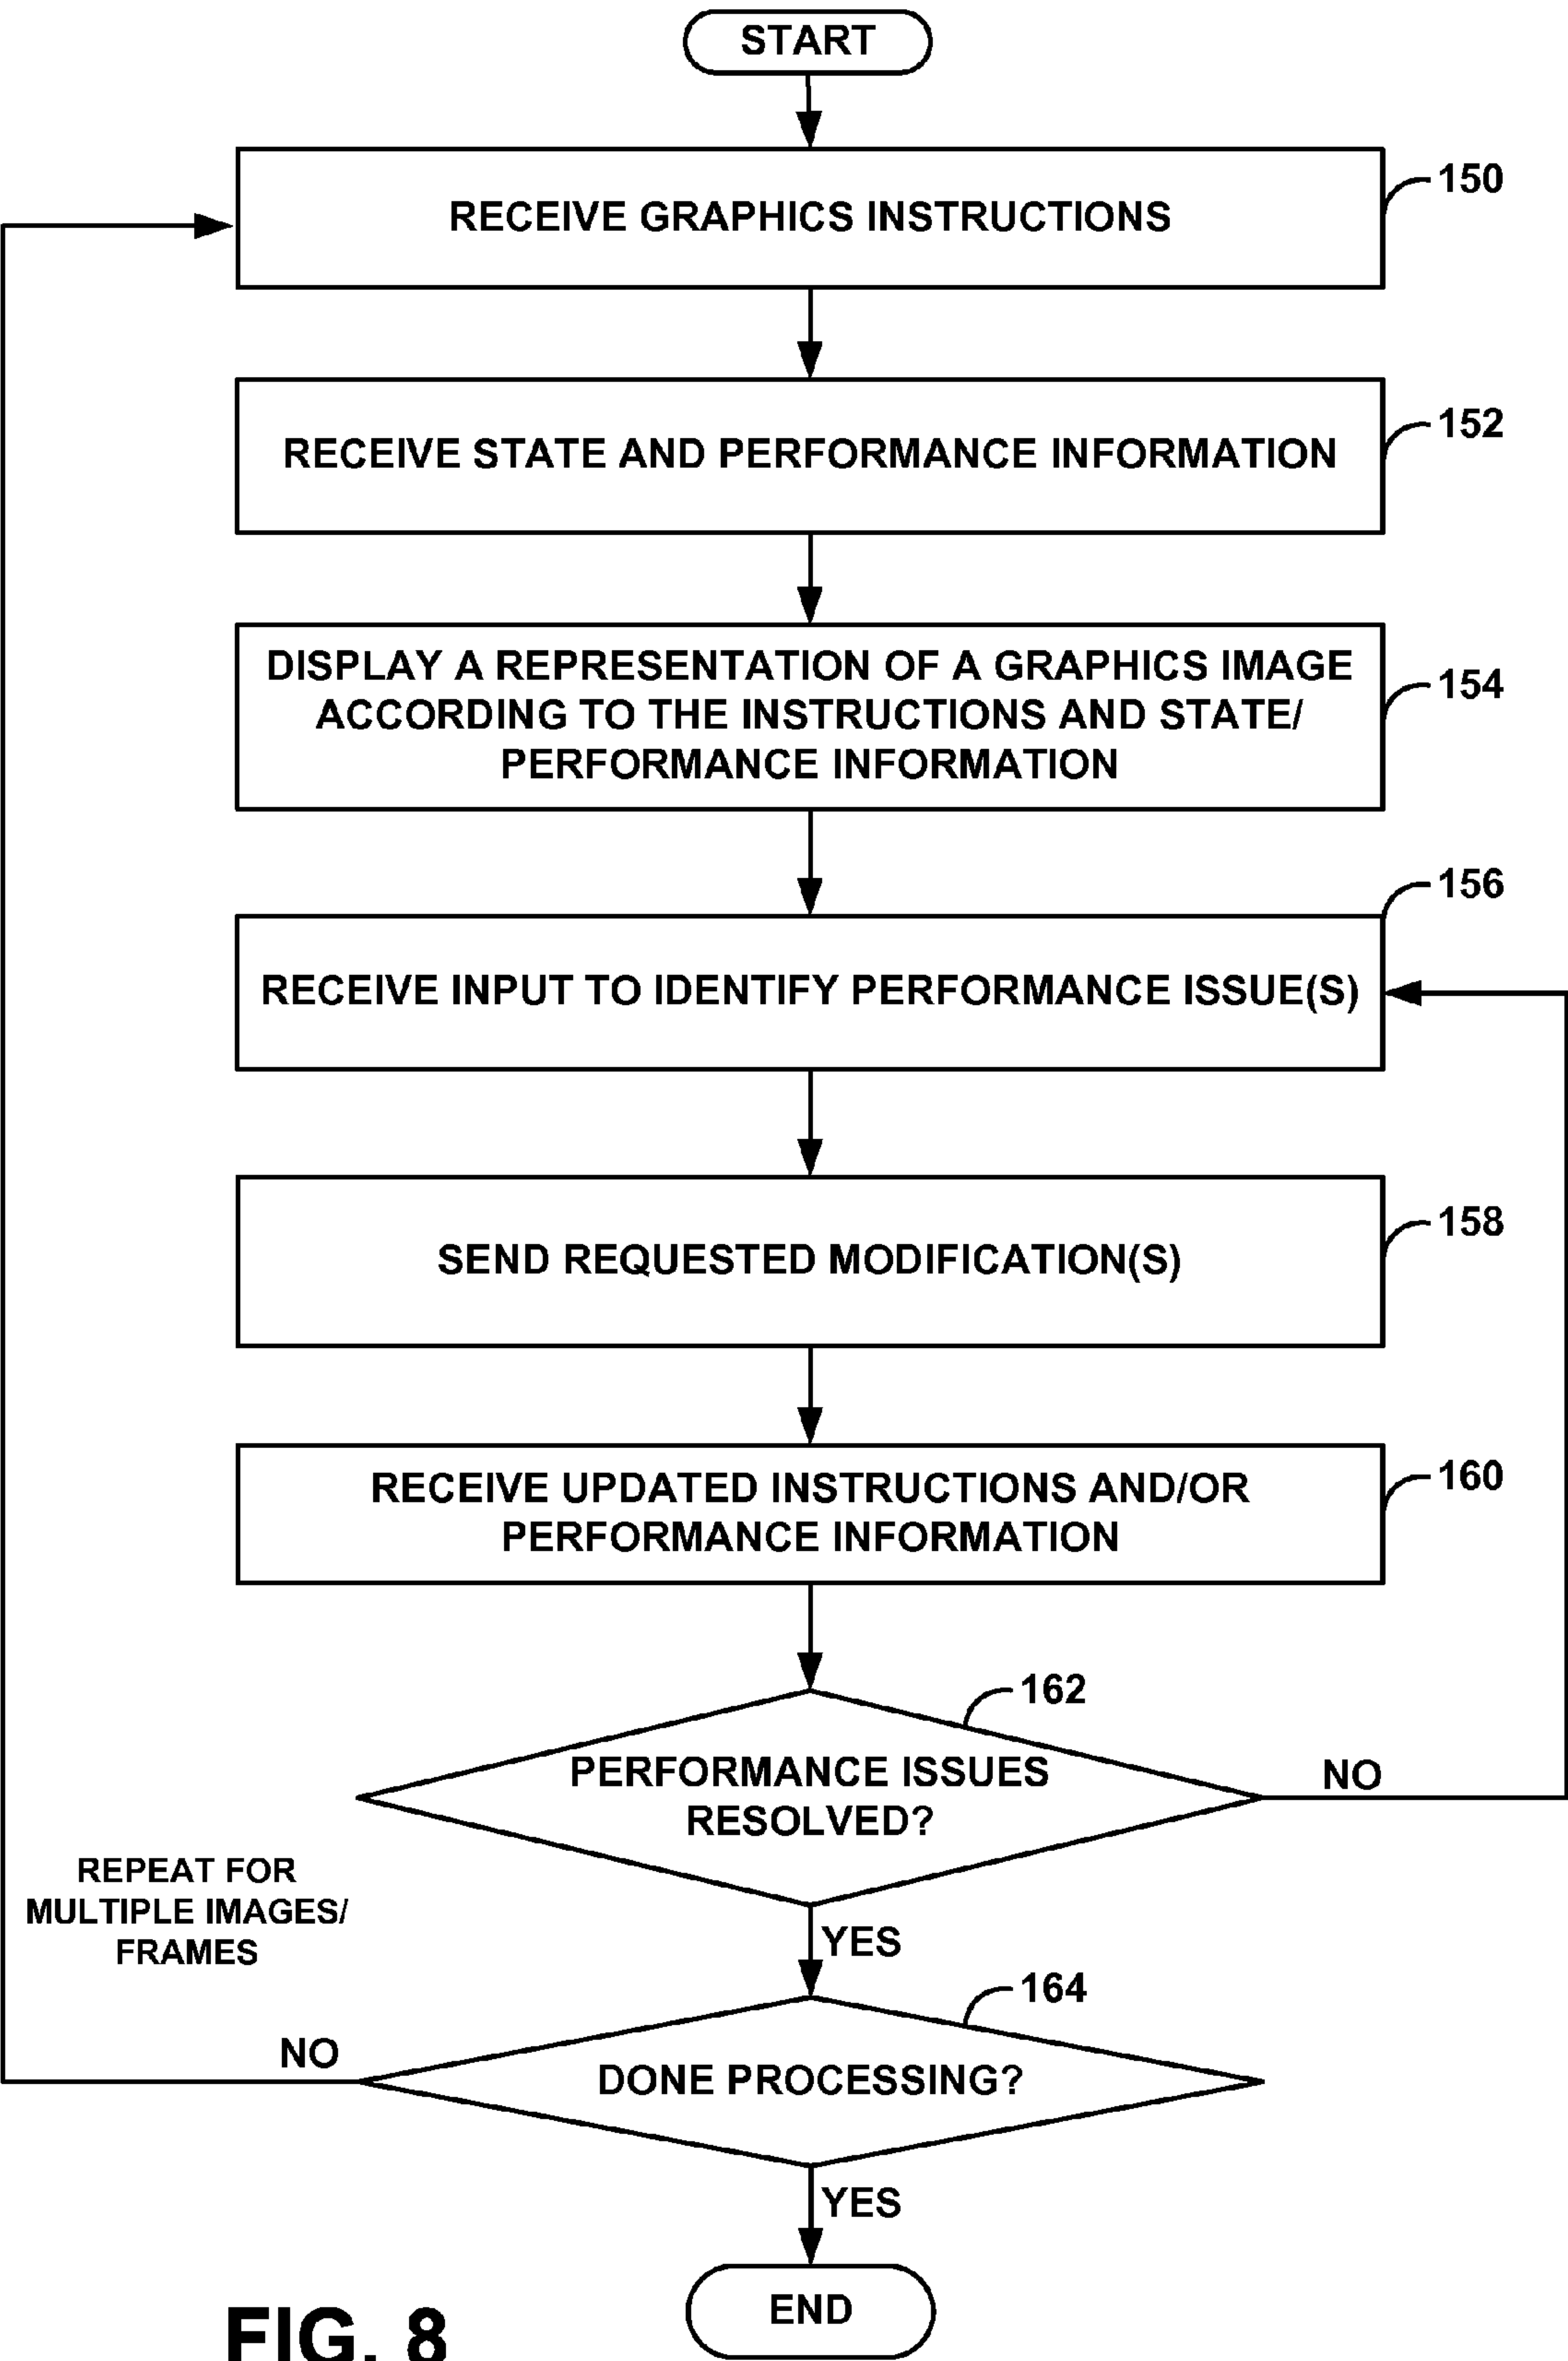 START
RECEIVE GRAPHICS INSTRUCTIONS
150
RECEIVE STATE AND PERFORMANCE INFORMATION
152
DISPLAY A REPRESENTATION OF A GRAPHICS IMAGE
ACCORDING TO THE INSTRUCTIONS AND STATE/
PERFORMANCE INFORMATION
154
156
RECEIVE INPUT TO IDENTIFY PERFORMANCE ISSUE(S)
SEND REQUESTED MODIFICATION(S)
158
RECEIVE UPDATED INSTRUCTIONS AND/OR
PERFORMANCE INFORMATION
160
162
PERFORMANCE ISSUES
RESOLVED?
NO
REPEAT FOR
MULTIPLE IMAGES/
FRAMES
YES
164
NO
DONE PROCESSING?
YES
END
FIG. 8